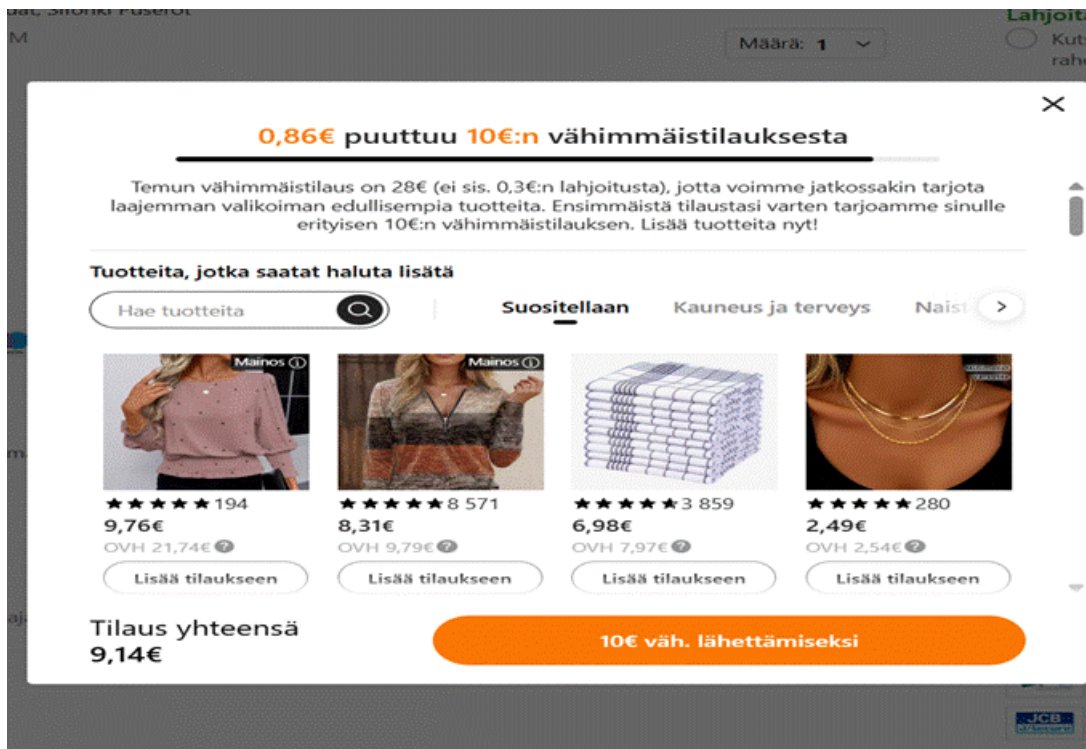 Siffonki Puserot
M
Määrä: 1
Lahjoita
0,86€ puuttuu 10€:n vähimmäistilauksesta
Temun vähimmäistilaus on 28€ (ei sis. 0,3€:n lahjoitusta), jotta voimme jatkossakin tarjota
laajemman valikoiman edullisempia tuotteita. Ensimmäistä tilaustasi varten tarjoamme sinulle
erityisen 10€:n vähimmäistilauksen. Lisää tuotteita nyt!
Tuotteita, jotka saatat haluta lisätä
Hae tuotteita
Suositellaan Kauneus ja terveys Naist
Mainos Mainos
194 8 571 3 859 280
9,76€ 8,31€ 6,98€ 2,49€
OVH 21,74€ OVH 9,79€ OVH 7,97€ OVH 2,54€
Lisää tilaukseen Lisää tilaukseen Lisää tilaukseen Lisää tilaukseen
Tilaus yhteensä
9,14€
10€ väh. lähettämiseksi
JCB